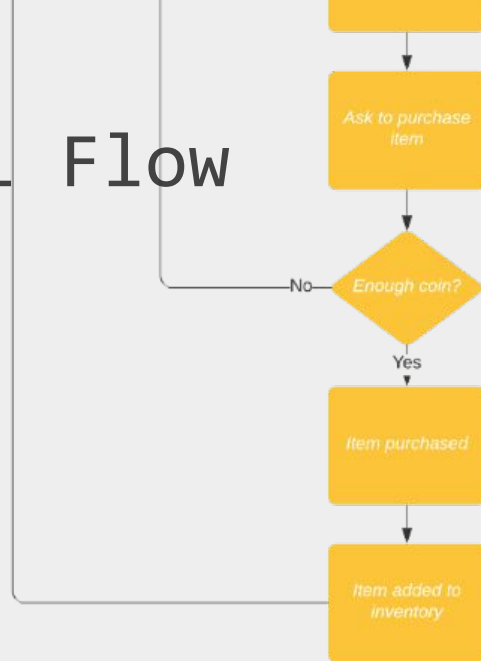 Ask to purchase
item
Flow
No
Enough coin?
Yes
Item purchased
Item added to
inventory